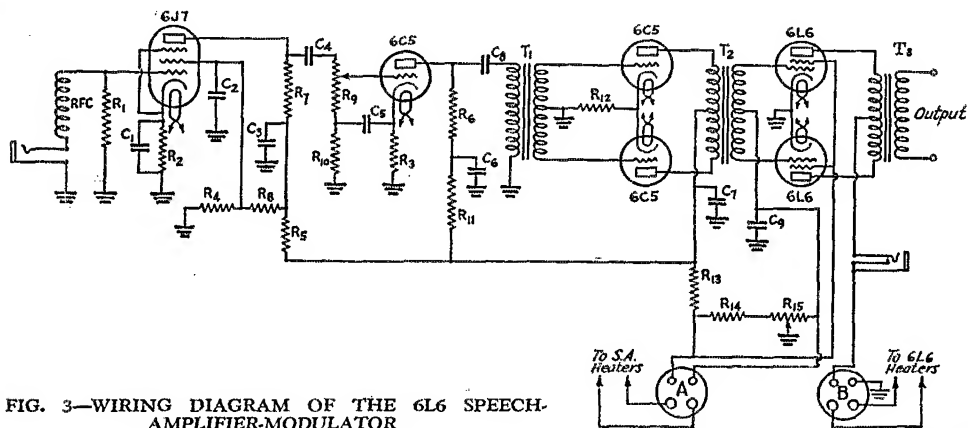 6J7
C4
6C5
C8
T1
6C5
T2
6L6
T3
RFC
R1
C2
R7
R9
R12
Output
C1
R2
C3
C5
R6
R10
R3
C6
6C5
6L6
C7
R4
R8
R11
C9
R5
R13
R14
R15
To S.A.
Heaters
A
B
To 6L6
Heaters
FIG. 3—WIRING DIAGRAM OF THE 6L6 SPEECH-
AMPLIFIER-MODULATOR